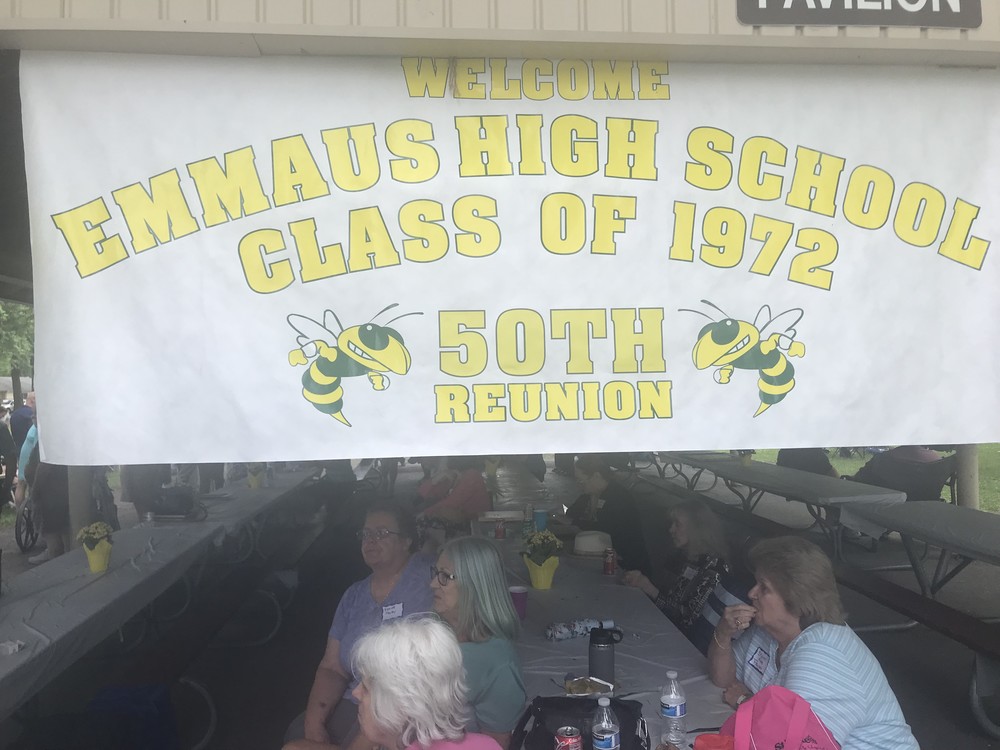 PAVILION
WELCOME
EMMAUS HIGH SCHOOL
CLASS OF 1972
50TH
REUNION